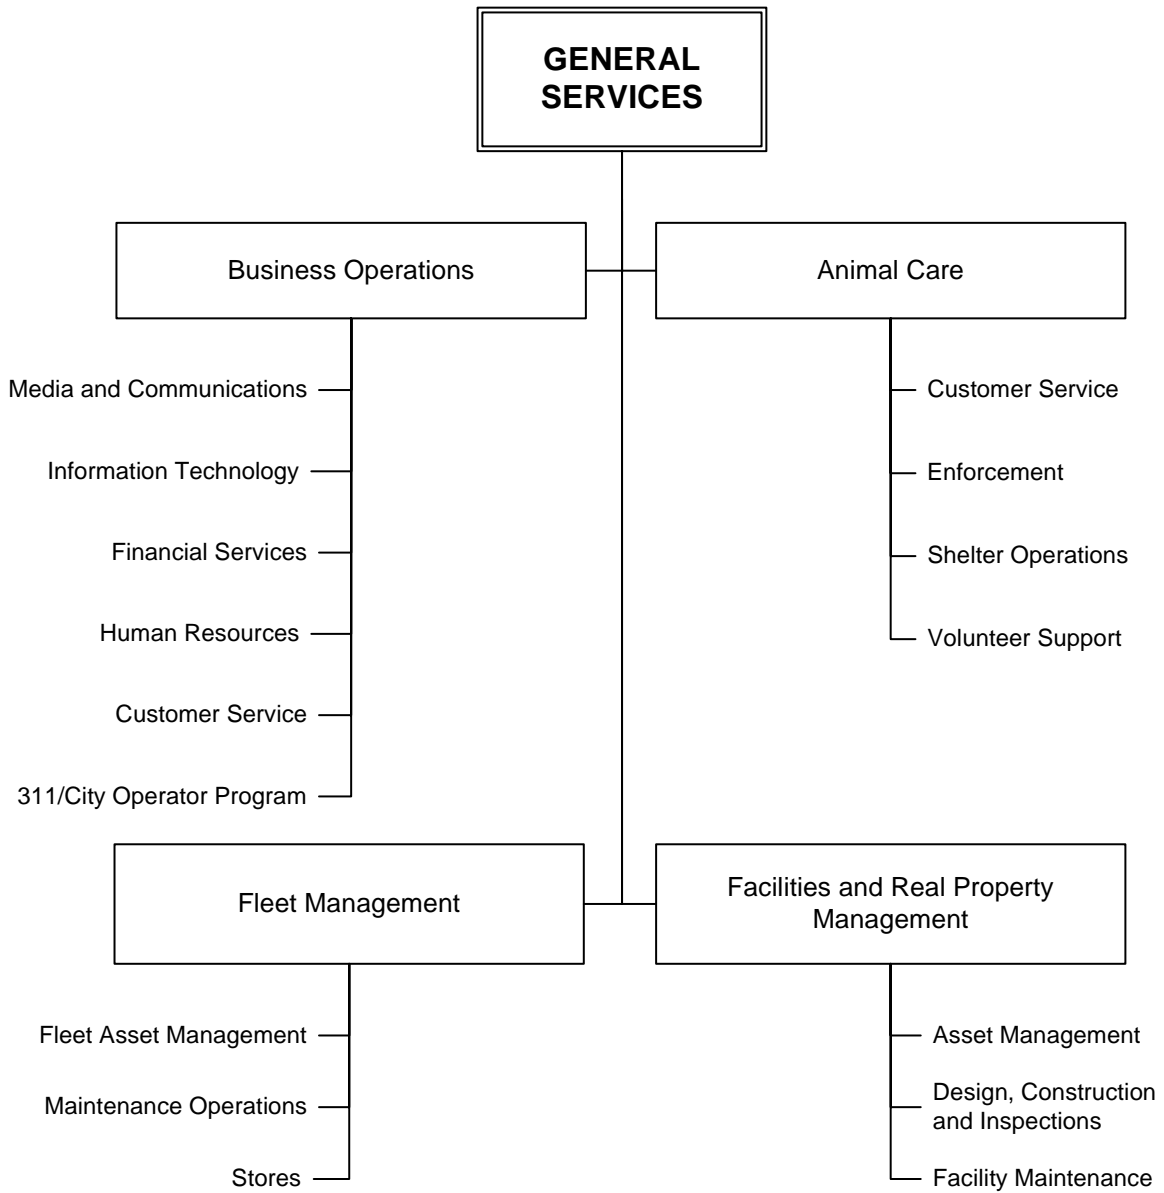 GENERAL
SERVICES
Business Operations
Media and Communications
Information Technology
Financial Services
Human Resources
Customer Service
311/City Operator Program
Animal Care
Customer Service
Enforcement
Shelter Operations
Volunteer Support
Fleet Management
Fleet Asset Management
Maintenance Operations
Stores
Facilities and Real Property
Management
Asset Management
Design, Construction
and Inspections
Facility Maintenance